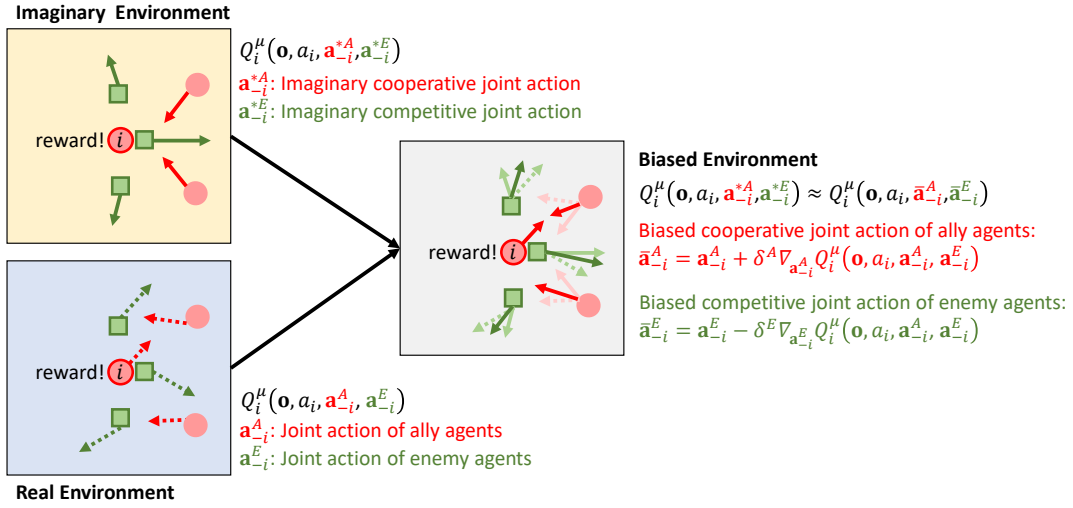 Imaginary Environment
reward! i
Q_i^μ(o, a_i, a_{-i}^{*A}, a_{-i}^{*E})
a_{-i}^{*A}: Imaginary cooperative joint action
a_{-i}^{*E}: Imaginary competitive joint action
reward! i
Q_i^μ(o, a_i, a_{-i}^A, a_{-i}^E)
a_{-i}^A: Joint action of ally agents
a_{-i}^E: Joint action of enemy agents
Real Environment
reward! i
Biased Environment
Q_i^μ(o, a_i, a_{-i}^{*A}, a_{-i}^{*E}) ≈ Q_i^μ(o, a_i, ā_{-i}^A, ā_{-i}^E)
Biased cooperative joint action of ally agents:
ā_{-i}^A = a_{-i}^A + δ^A ∇_{a_{-i}^A} Q_i^μ(o, a_i, a_{-i}^A, a_{-i}^E)
Biased competitive joint action of enemy agents:
ā_{-i}^E = a_{-i}^E − δ^E ∇_{a_{-i}^E} Q_i^μ(o, a_i, a_{-i}^A, a_{-i}^E)